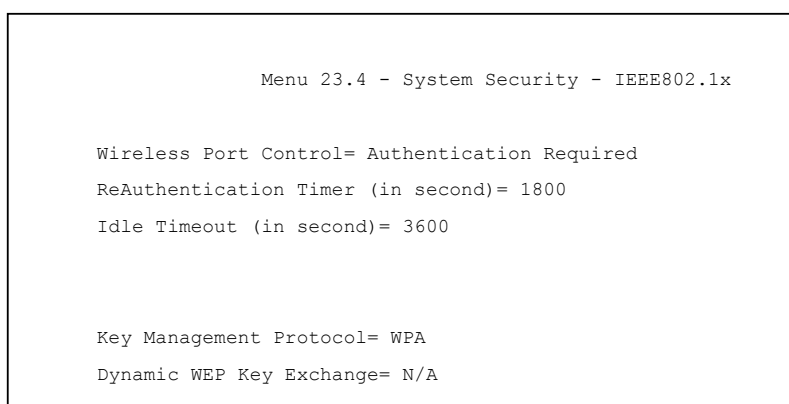 Menu 23.4 - System Security - IEEE802.1x
Wireless Port Control= Authentication Required
ReAuthentication Timer (in second)= 1800
Idle Timeout (in second)= 3600
Key Management Protocol= WPA
Dynamic WEP Key Exchange= N/A